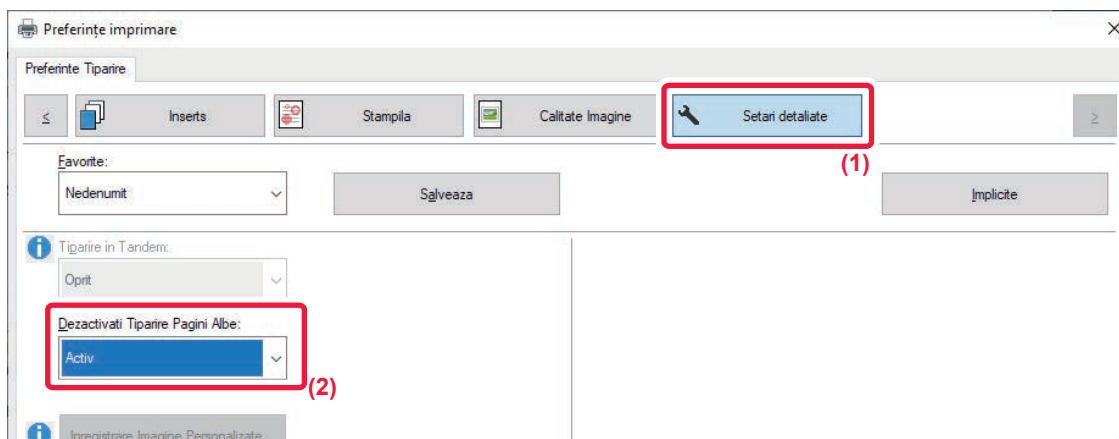 Preferințe imprimare
Preferinte Tiparire
< Inserts Stampila Calitate Imagine Setari detaliate >
(1)
Favorite:
Nedenumit Salveaza Implicite
Tiparire in Tandem:
Oprit
Dezactivati Tiparire Pagini Albe:
Activ
(2)
Inregistrare Imagine Personalizate